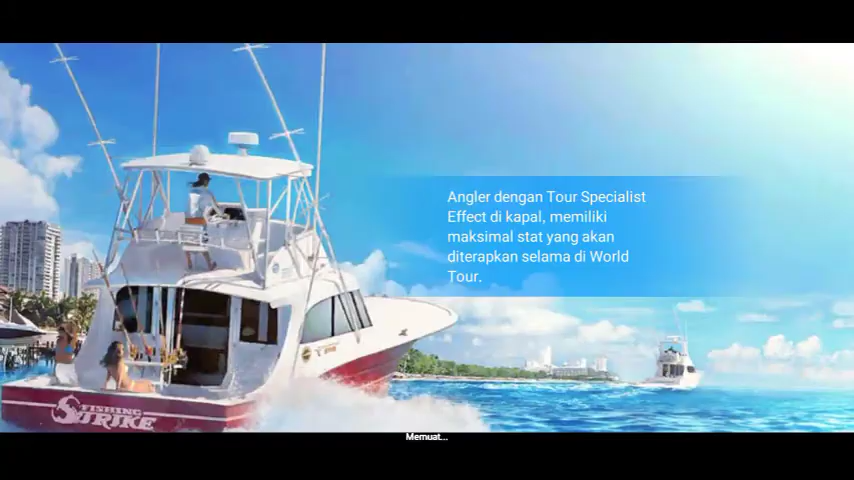 Angler dengan Tour Specialist
Effect di kapal, memiliki
maksimal stat yang akan
diterapkan selama di World
Tour.
FISHING
STRIKE
Memuat...